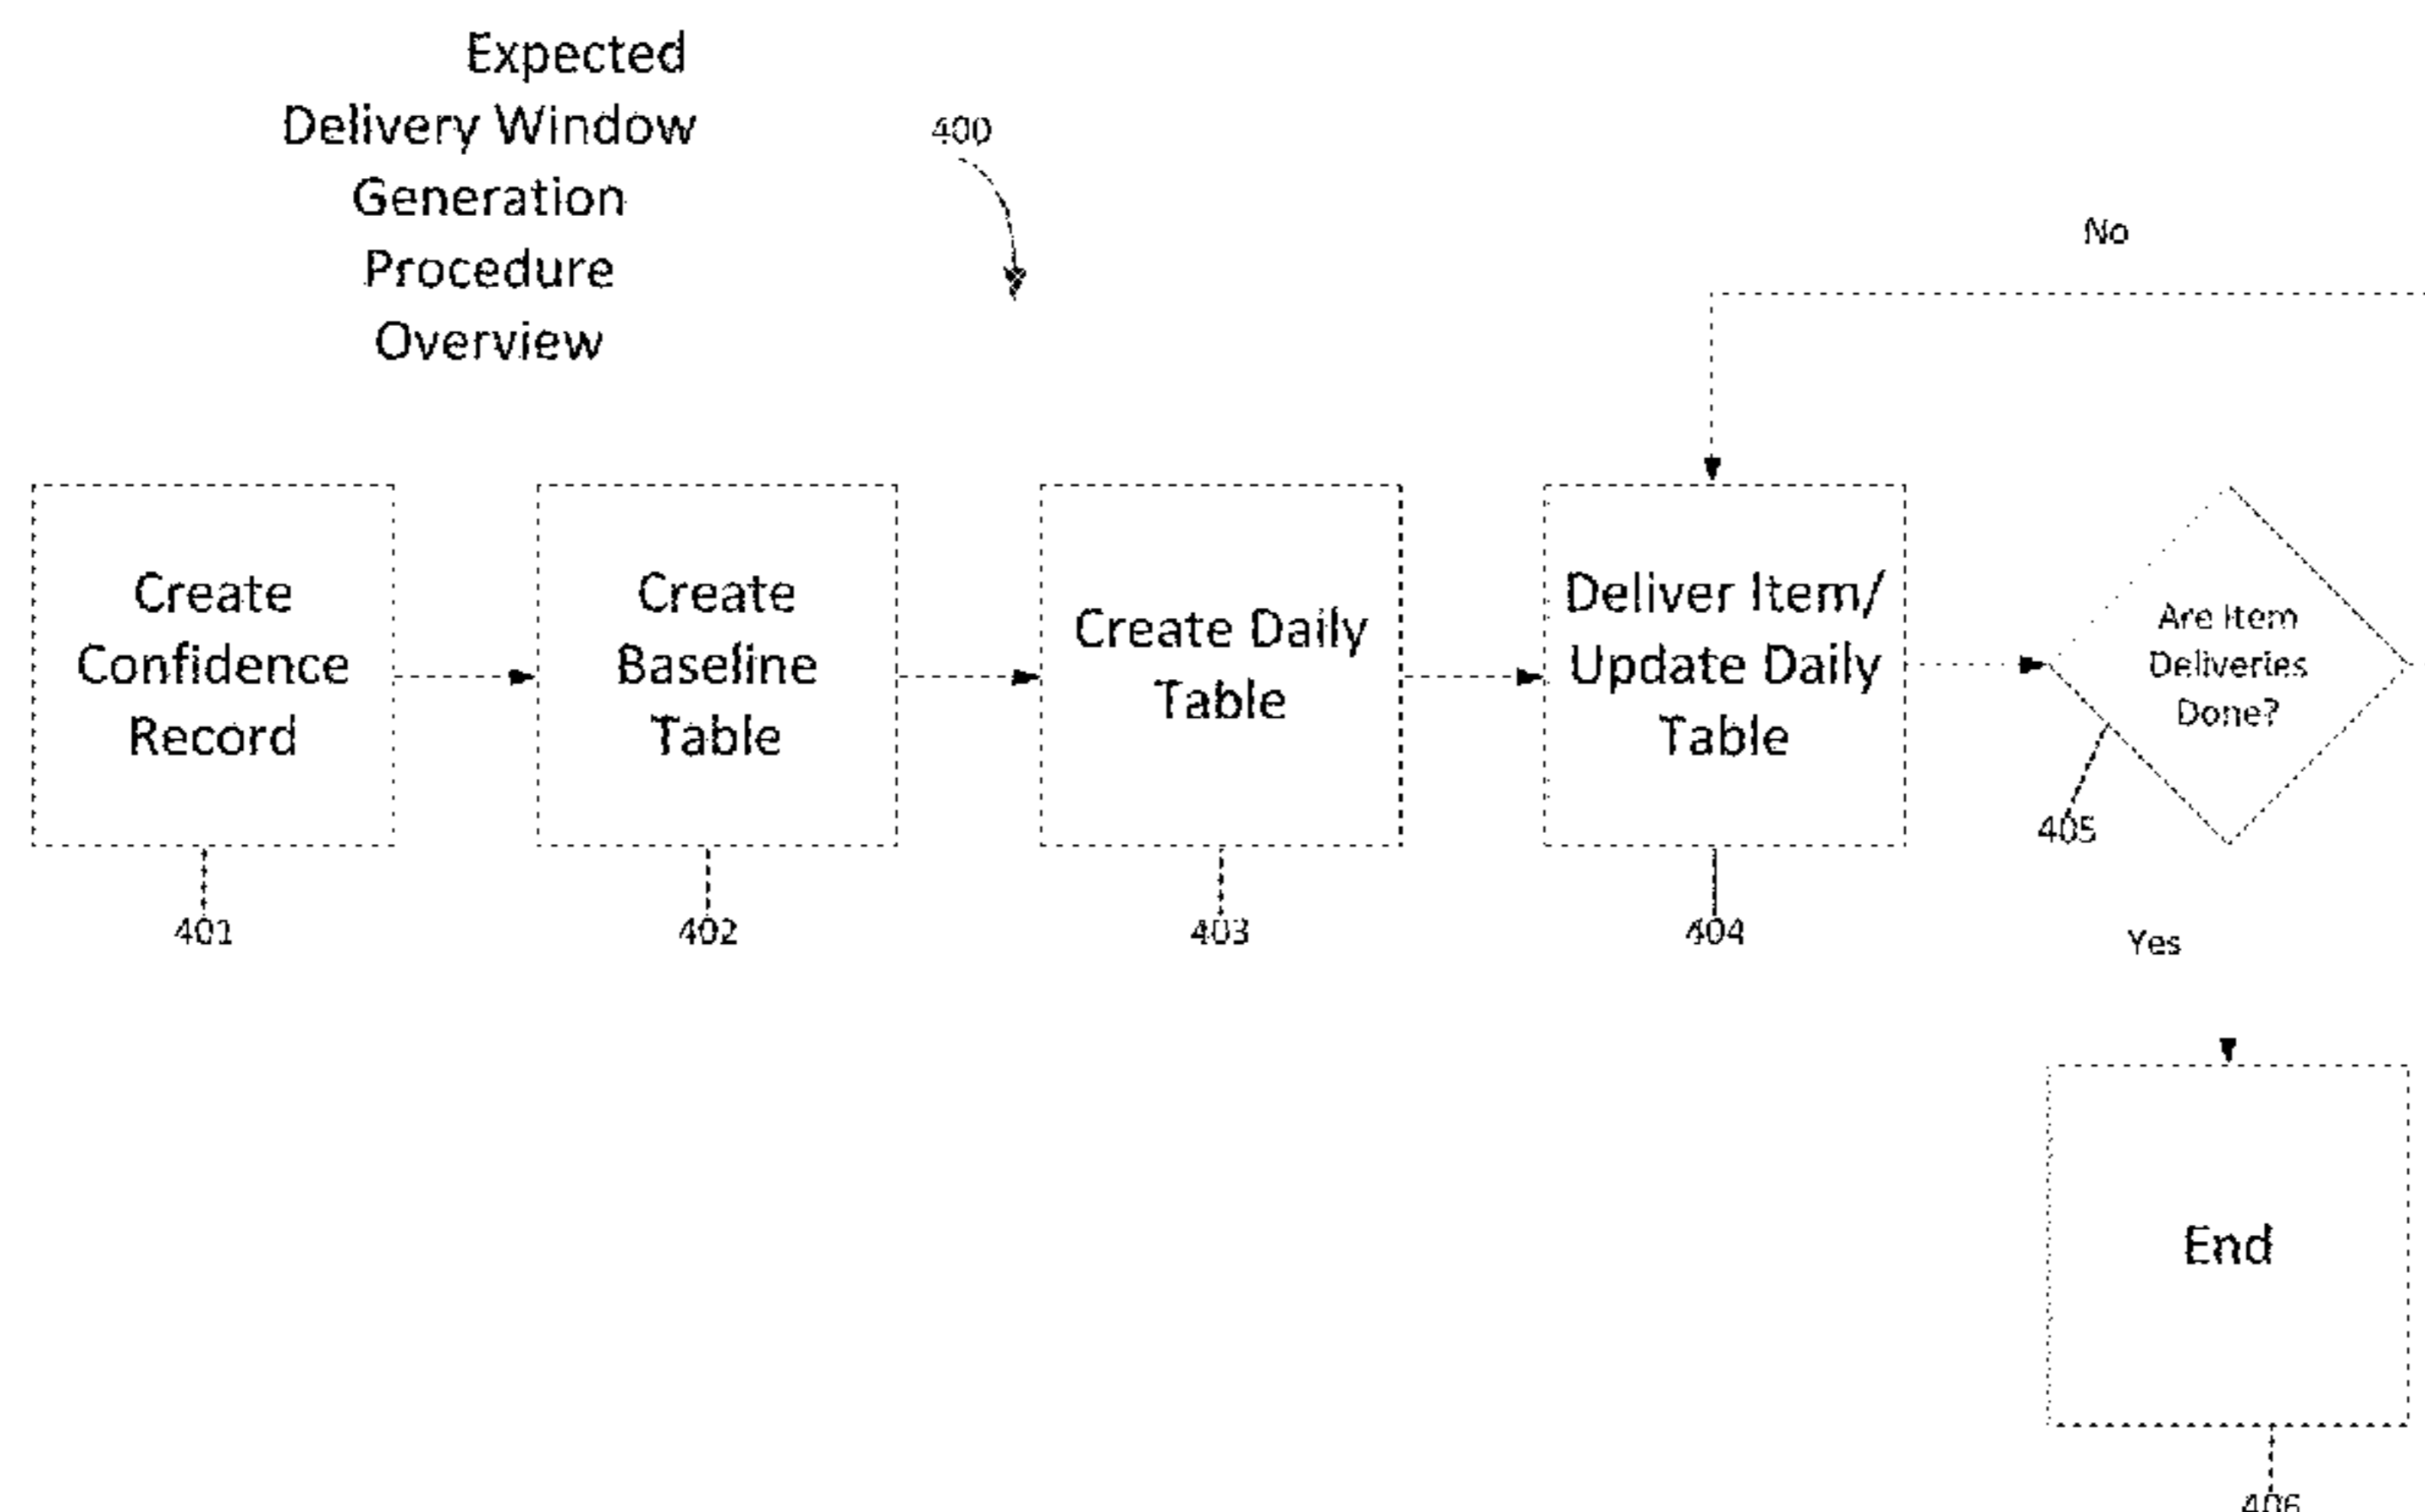 Expected
Delivery Window
Generation
Procedure
Overview
400
No
Create
Confidence
Record
Create
Baseline
Table
Create Daily
Table
Deliver Item/
Update Daily
Table
Are Item
Deliveries
Done?
405
401
402
403
404
Yes
End
406